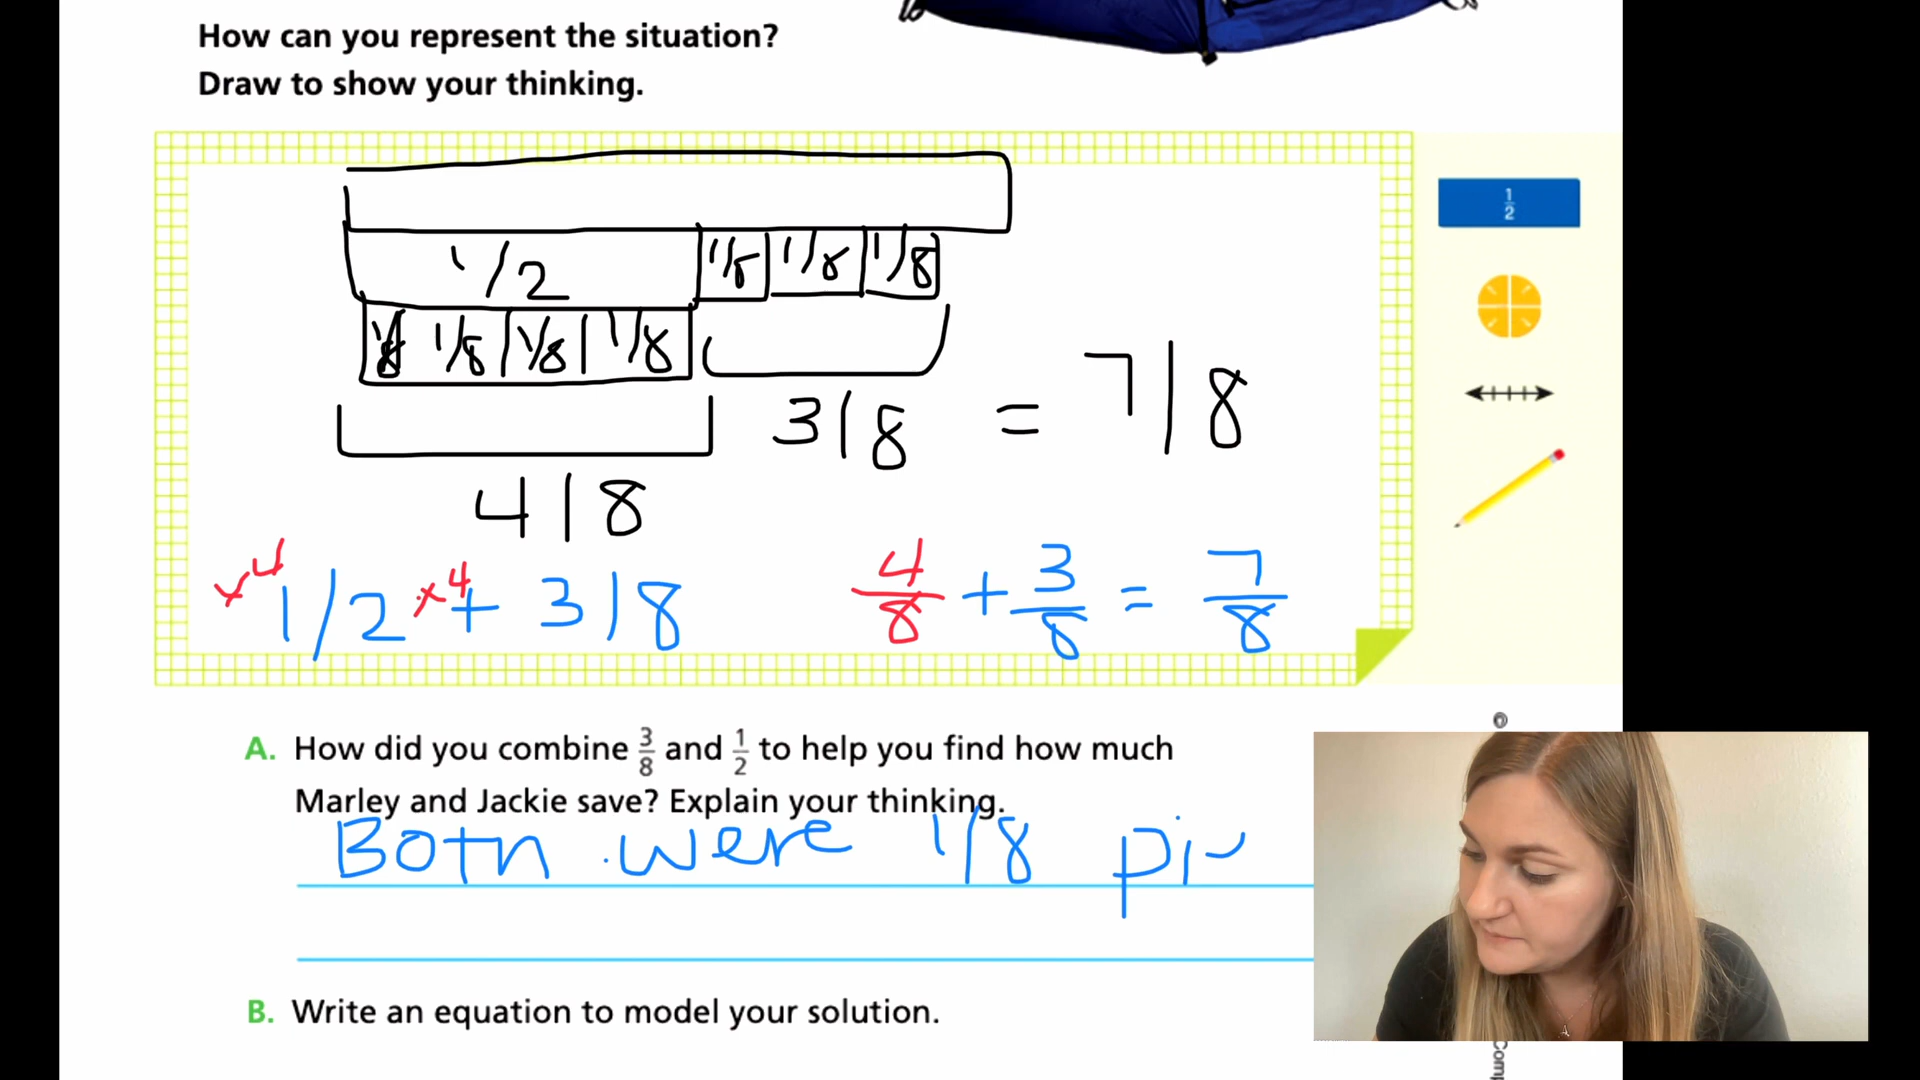 How can you represent the situation?
Draw to show your thinking.
1/2 1/8 1/8 1/8
1/2
1/8 1/8 1/8 1/8
3/8 = 7/8
4/8
x4 1/2 x4 + 3/8 4/8 + 3/8 = 7/8
A. How did you combine 3/8 and 1/2 to help you find how much
Marley and Jackie save? Explain your thinking.
Both were 1/8 pi
B. Write an equation to model your solution.
©
Com